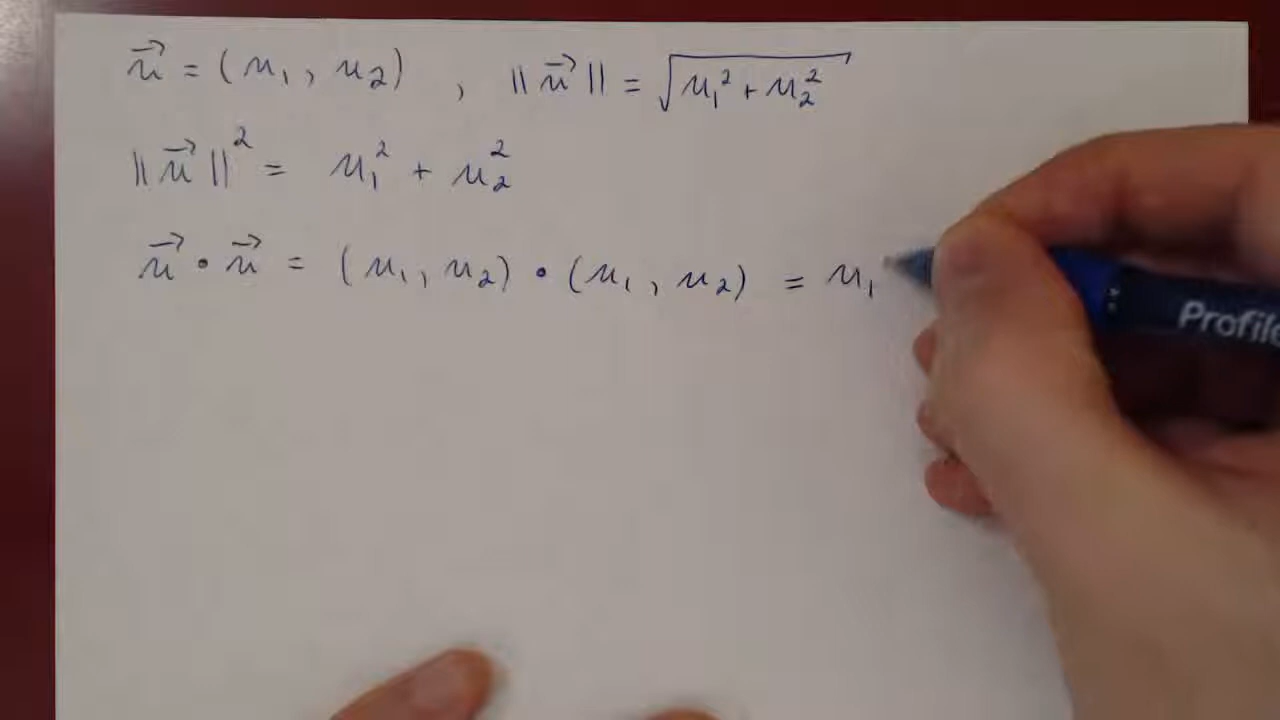 u⃗ = (u₁, u₂) , ||u⃗|| = √(u₁² + u₂²)
||u⃗||² = u₁² + u₂²
u⃗ • u⃗ = (u₁, u₂) • (u₁, u₂) = u₁
Profile